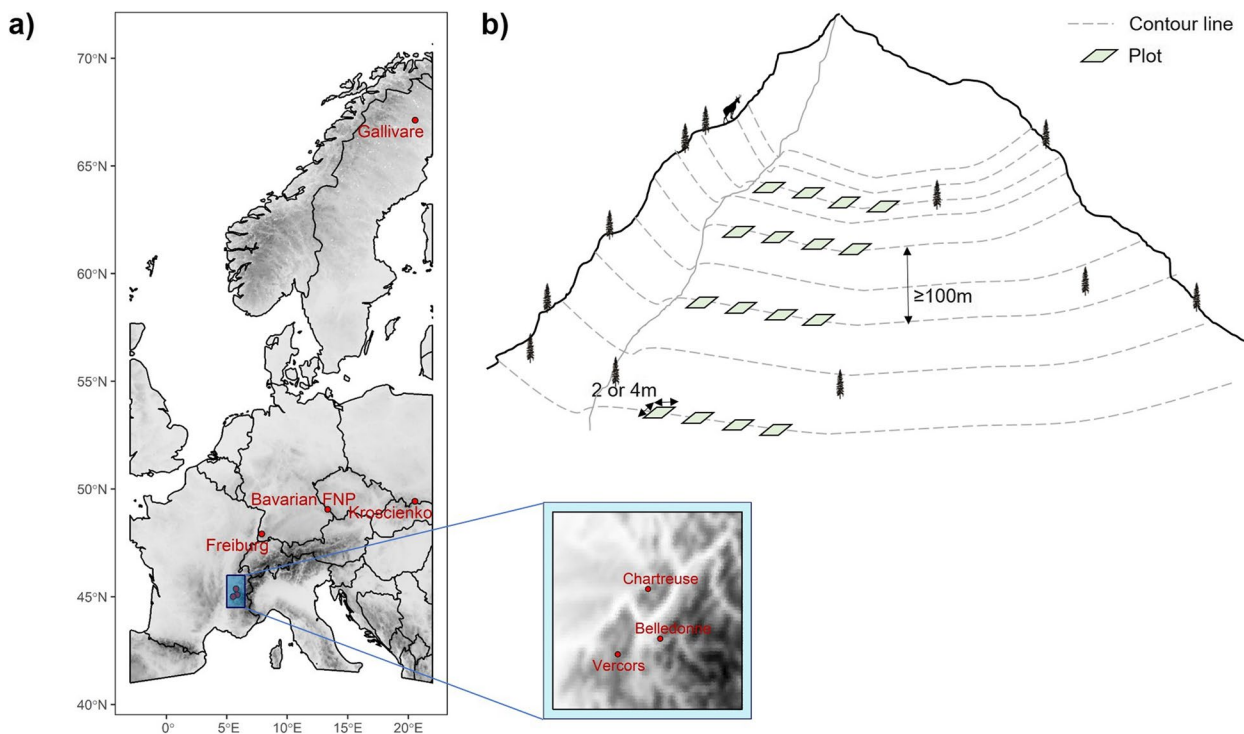 a)
70°N
65°N
60°N
55°N
50°N
45°N
40°N
0°
5°E
10°E
15°E
20°E
Gallivare
Bavarian FNP
Kroscienko
Freiburg
b)
Contour line
Plot
≥100m
2 or 4m
Chartreuse
Belledonne
Vercors